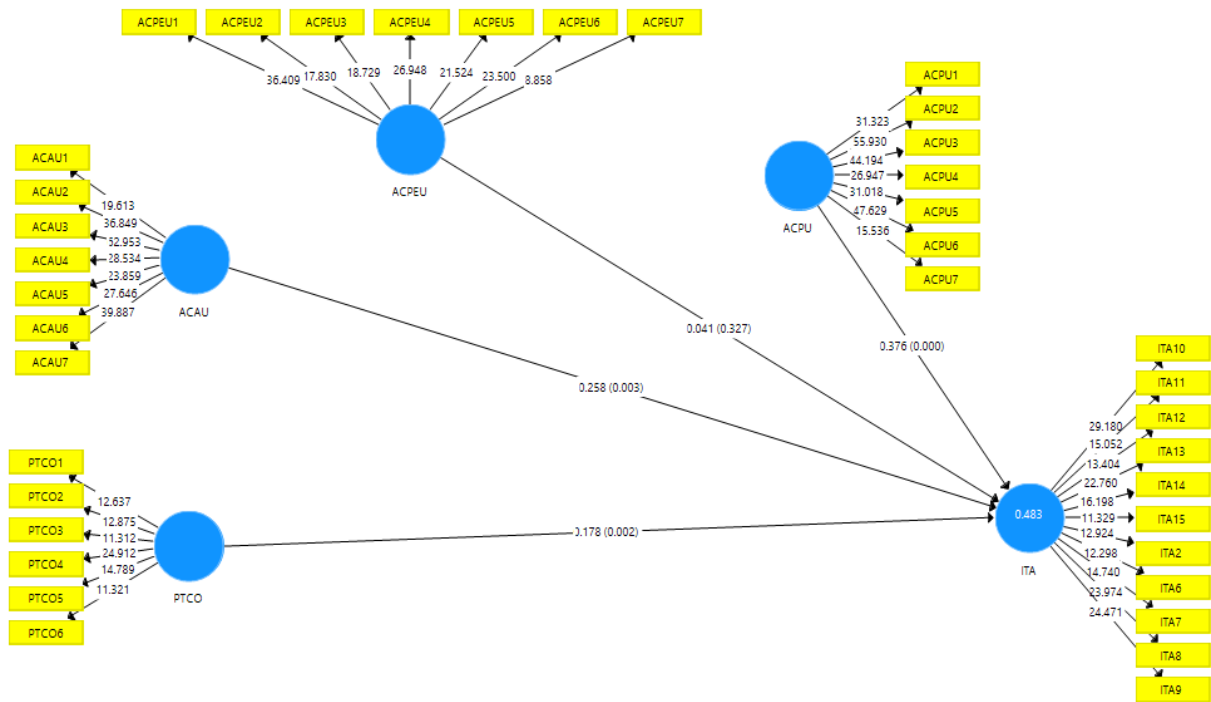 ACPEU1
ACPEU2
ACPEU3
ACPEU4
ACPEU5
ACPEU6
ACPEU7
36.409
17.830
18.729
26.948
21.524
23.500
8.858
ACPEU
ACPU1
ACPU2
ACPU3
ACPU4
ACPU5
ACPU6
ACPU7
31.323
55.930
44.194
26.947
31.018
47.629
15.536
ACPU
ACAU1
ACAU2
ACAU3
ACAU4
ACAU5
ACAU6
ACAU7
19.613
36.849
52.953
28.534
23.859
27.646
39.887
ACAU
0.041 (0.327)
0.376 (0.000)
0.258 (0.003)
0.178 (0.002)
PTCO1
PTCO2
PTCO3
PTCO4
PTCO5
PTCO6
12.637
12.875
11.312
24.912
14.789
11.321
PTCO
0.483
ITA
29.180
15.052
13.404
22.760
16.198
11.329
12.924
12.298
14.740
23.974
24.471
ITA10
ITA11
ITA12
ITA13
ITA14
ITA15
ITA2
ITA6
ITA7
ITA8
ITA9